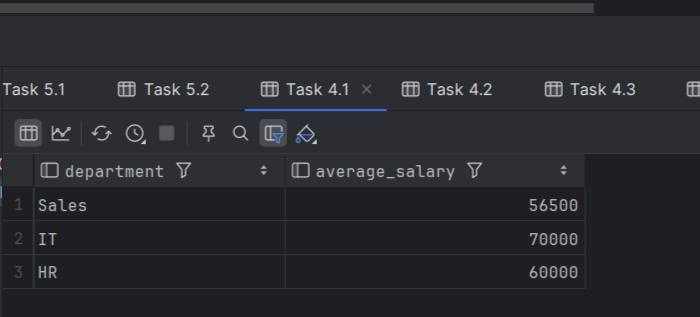 Task 5.1 Task 5.2 Task 4.1 Task 4.2 Task 4.3
department average_salary
1 Sales 56500
2 IT 70000
3 HR 60000